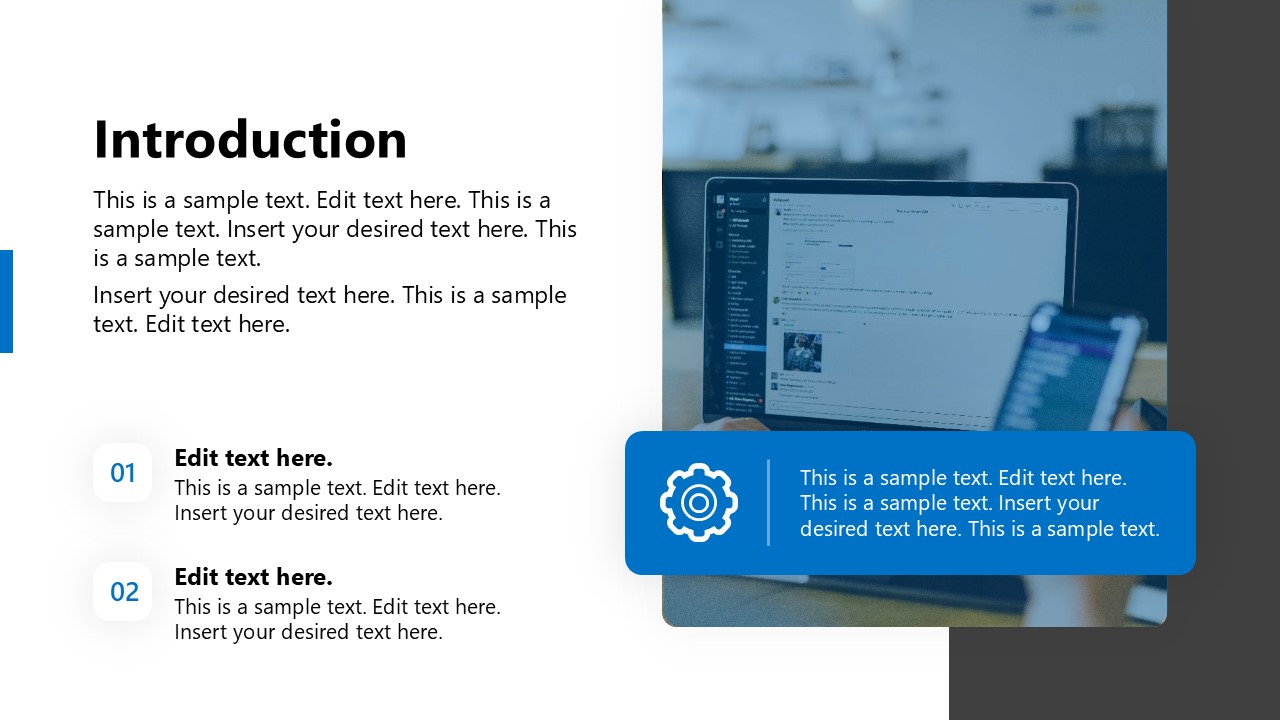 Introduction
This is a sample text. Edit text here. This is a
sample text. Insert your desired text here. This
is a sample text.
Insert your desired text here. This is a sample
text. Edit text here.
01
Edit text here.
This is a sample text. Edit text here.
Insert your desired text here.
02
Edit text here.
This is a sample text. Edit text here.
Insert your desired text here.
This is a sample text. Edit text here.
This is a sample text. Insert your
desired text here. This is a sample text.